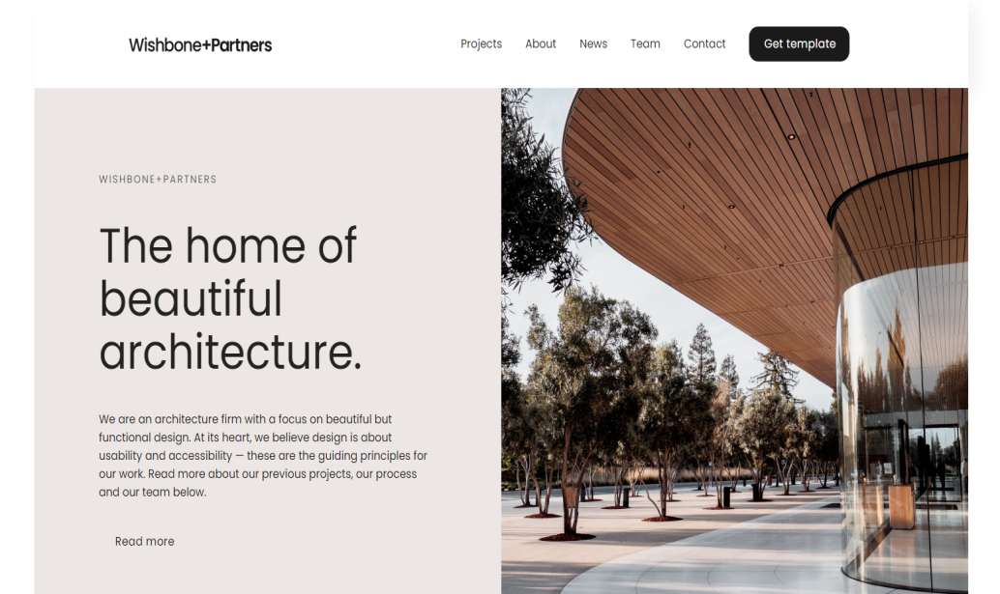 Wishbone+Partners
Projects About News Team Contact Get template
WISHBONE+PARTNERS
The home of
beautiful
architecture.
We are an architecture firm with a focus on beautiful but
functional design. At its heart, we believe design is about
usability and accessibility — these are the guiding principles for
our work. Read more about our previous projects, our process
and our team below.
Read more